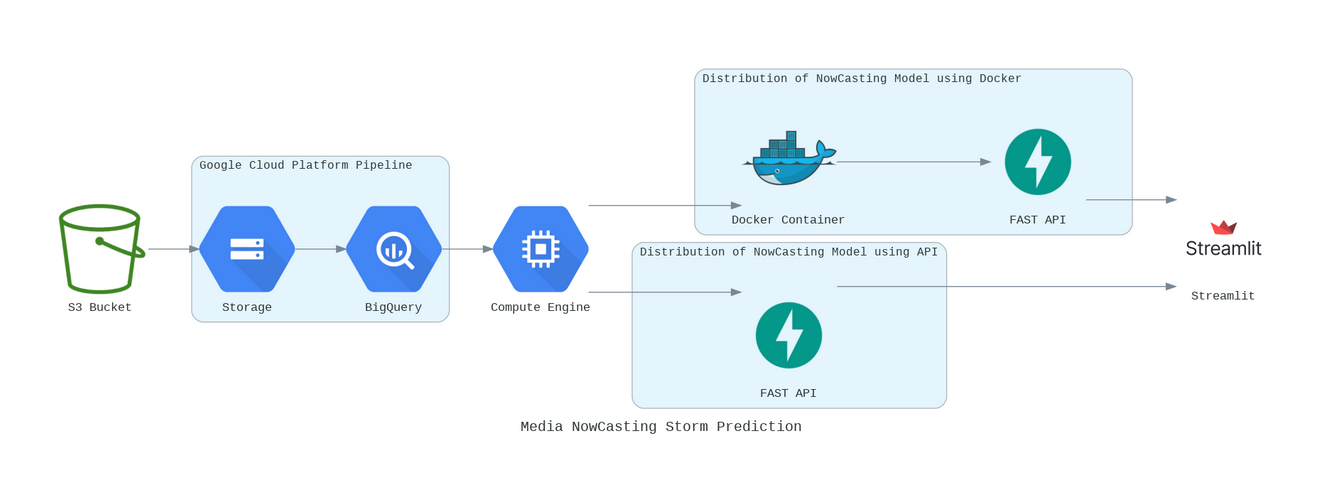 Distribution of NowCasting Model using Docker
Google Cloud Platform Pipeline
Docker Container
FAST API
Distribution of NowCasting Model using API
Streamlit
Streamlit
S3 Bucket
Storage
BigQuery
Compute Engine
FAST API
Media NowCasting Storm Prediction